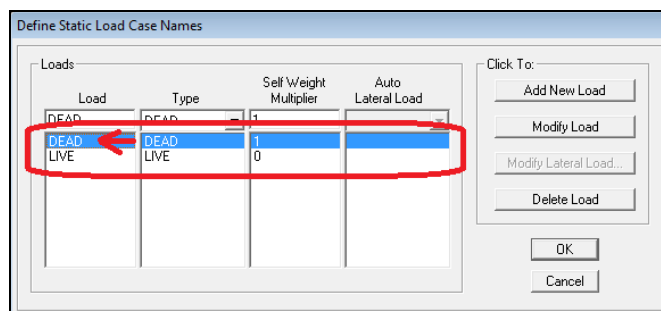 Define Static Load Case Names
Loads
Click To:
Load Type Self Weight Multiplier Auto Lateral Load
DEAD DEAD 1
DEAD DEAD 1
LIVE LIVE 0
Add New Load
Modify Load
Modify Lateral Load...
Delete Load
OK
Cancel